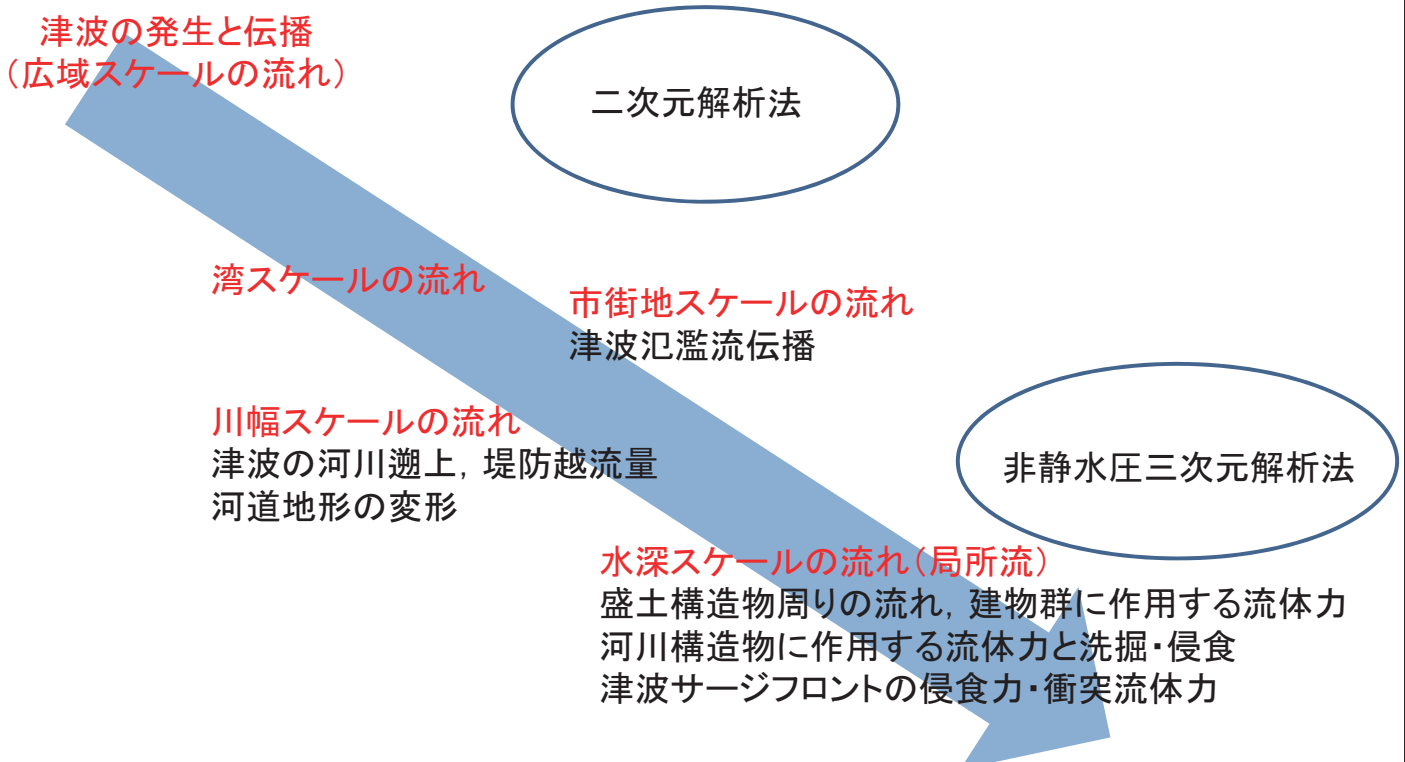 津波の発生と伝播
（広域スケールの流れ）
二次元解析法
湾スケールの流れ
市街地スケールの流れ
津波氾濫流伝播
川幅スケールの流れ
津波の河川遡上，堤防越流量
河道地形の変形
非静水圧三次元解析法
水深スケールの流れ（局所流）
盛土構造物周りの流れ，建物群に作用する流体力
河川構造物に作用する流体力と洗掘・侵食
津波サージフロントの侵食力・衝突流体力